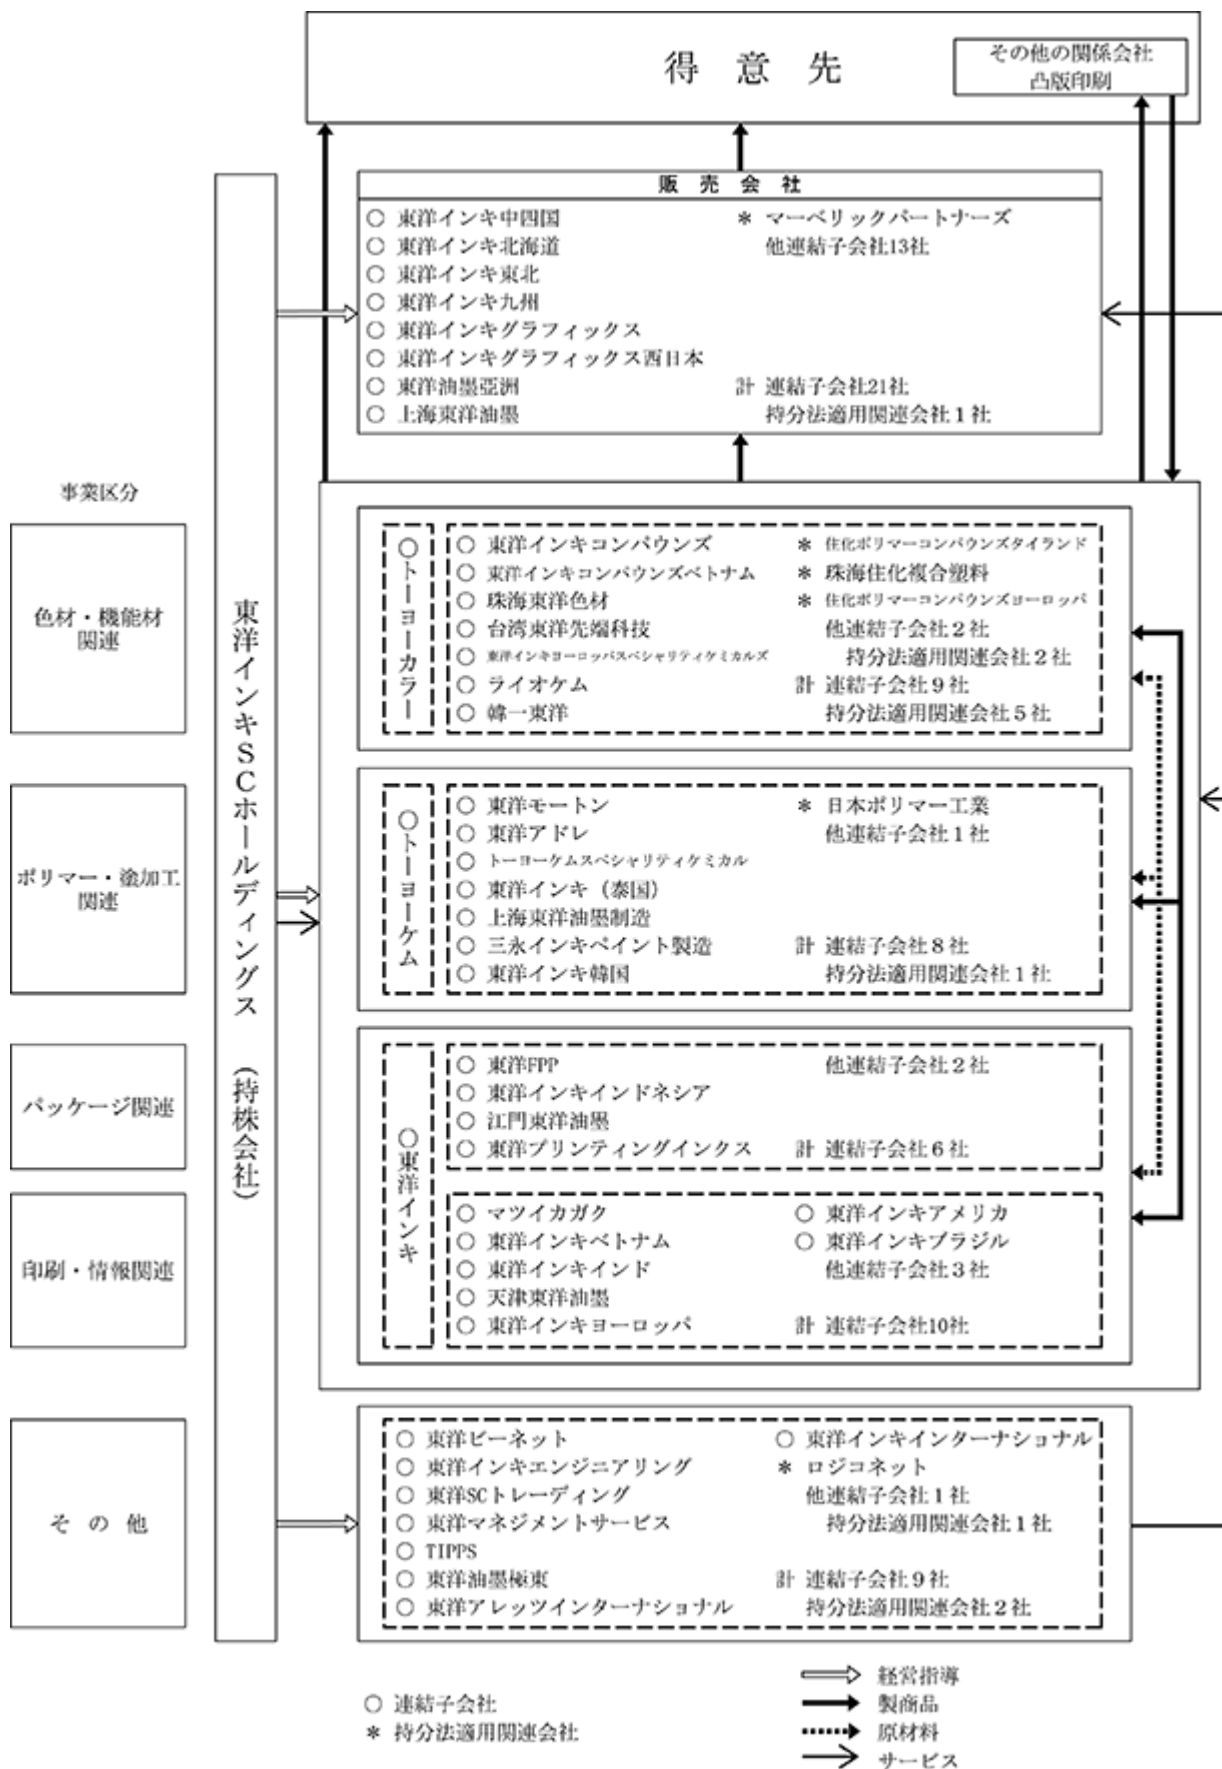 得意先
その他の関係会社
凸版印刷
販売会社
○ 東洋インキ中四国
○ 東洋インキ北海道
○ 東洋インキ東北
○ 東洋インキ九州
○ 東洋インキグラフィックス
○ 東洋インキグラフィックス西日本
○ 東洋油墨亞洲
○ 上海東洋油墨
* マーベリックパートナーズ
他連結子会社13社
計 連結子会社21社
持分法適用関連会社1社
事業区分
色材・機能材
関連
ポリマー・塗加工
関連
パッケージ関連
印刷・情報関連
その他
東洋インキSCホールディングス (持株会社)
○トーヨーカラー
○ 東洋インキコンパウンズ
○ 東洋インキコンパウンズベトナム
○ 珠海東洋色材
○ 台湾東洋先端科技
○ 東洋インキヨーロッパスペシャリティケミカルズ
○ ライオケム
○ 韓一東洋
* 住化ポリマーコンパウンズタイランド
* 珠海住化複合塑料
* 住化ポリマーコンパウンズヨーロッパ
他連結子会社2社
持分法適用関連会社2社
計 連結子会社9社
持分法適用関連会社5社
○トーヨーケム
○ 東洋モートン
○ 東洋アドレ
○ トーヨーケムスペシャリティケミカル
○ 東洋インキ(泰国)
○ 上海東洋油墨制造
○ 三永インキペイント製造
○ 東洋インキ韓国
* 日本ポリマー工業
他連結子会社1社
計 連結子会社8社
持分法適用関連会社1社
○東洋インキ
○ 東洋FPP
○ 東洋インキインドネシア
○ 江門東洋油墨
○ 東洋プリンティングインクス
他連結子会社2社
計 連結子会社6社
○ マツイカガク
○ 東洋インキベトナム
○ 東洋インキインド
○ 天津東洋油墨
○ 東洋インキヨーロッパ
○ 東洋インキアメリカ
○ 東洋インキブラジル
他連結子会社3社
計 連結子会社10社
○ 東洋ビーネット
○ 東洋インキエンジニアリング
○ 東洋SCトレーディング
○ 東洋マネジメントサービス
○ TIPPS
○ 東洋油墨極東
○ 東洋アレッツインターナショナル
○ 東洋インキインターナショナル
* ロジコネット
他連結子会社1社
持分法適用関連会社1社
計 連結子会社9社
持分法適用関連会社2社
○ 連結子会社
* 持分法適用関連会社
経営指導
製商品
原材料
サービス